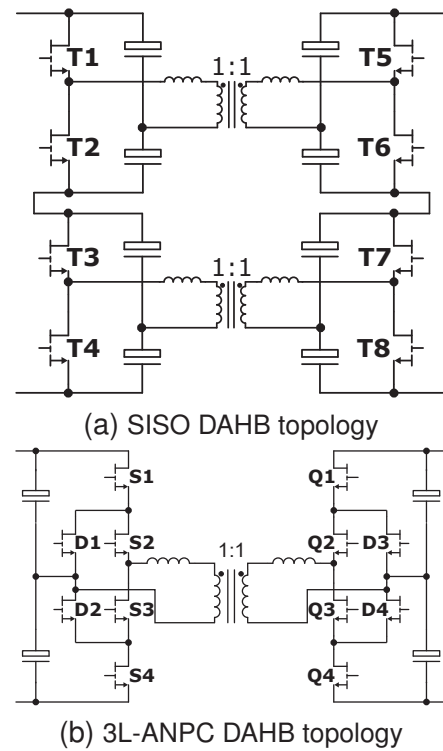 T1
T5
1:1
T2
T6
T3
T7
1:1
T4
T8
(a) SISO DAHB topology
S1
Q1
D1
S2
1:1
Q2
D3
D2
S3
Q3
D4
S4
Q4
(b) 3L-ANPC DAHB topology